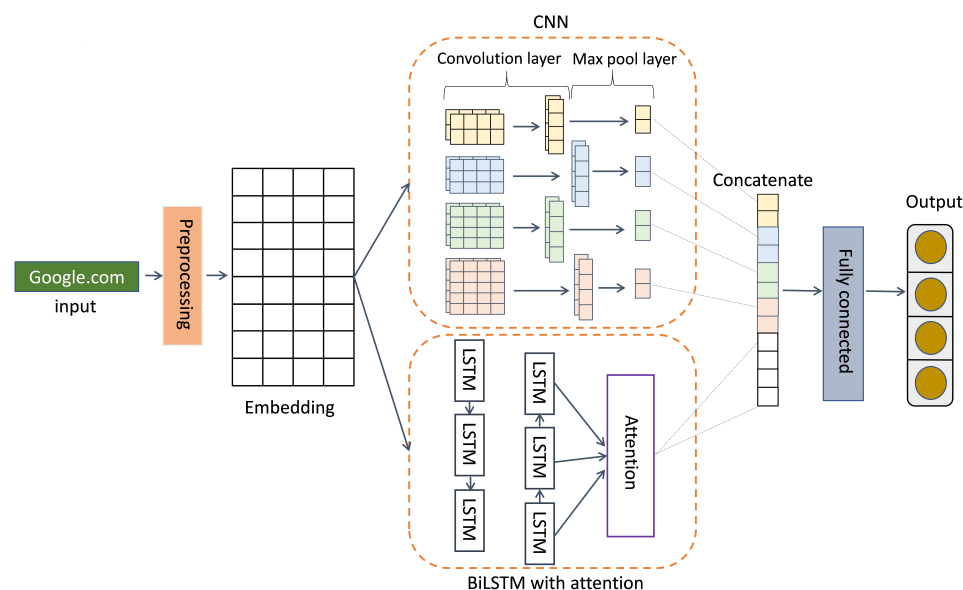 CNN
Convolution layer
Max pool layer
Concatenate
Output
Google.com
input
Preprocessing
Embedding
Fully connected
LSTM
LSTM
LSTM
LSTM
LSTM
LSTM
Attention
BiLSTM with attention